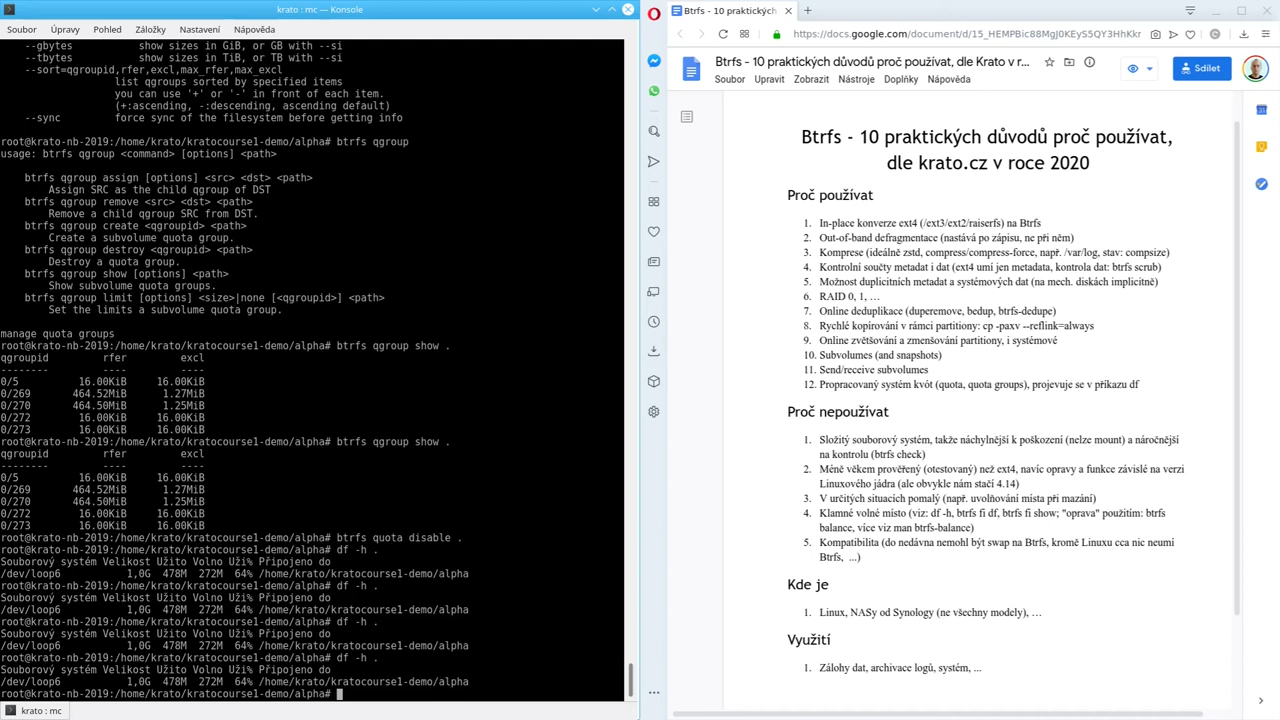 krato : mc — Konsole
Soubor Úpravy Pohled Záložky Nastavení Nápověda
--gbytes show sizes in GiB, or GB with --si
--tbytes show sizes in TiB, or TB with --si
--sort=qgroupid,rfer,excl,max_rfer,max_excl
list qgroups sorted by specified items
you can use '+' or '-' in front of each item.
(+:ascending, -:descending, ascending default)
--sync force sync of the filesystem before getting info
root@krato-nb-2019:/home/krato/kratocourse1-demo/alpha# btrfs qgroup
usage: btrfs qgroup <command> [options] <path>
btrfs qgroup assign [options] <src> <dst> <path>
Assign SRC as the child qgroup of DST
btrfs qgroup remove <src> <dst> <path>
Remove a child qgroup SRC from DST.
btrfs qgroup create <qgroupid> <path>
Create a subvolume quota group.
btrfs qgroup destroy <qgroupid> <path>
Destroy a quota group.
btrfs qgroup show [options] <path>
Show subvolume quota groups.
btrfs qgroup limit [options] <size>|none [<qgroupid>] <path>
Set the limits a subvolume quota group.
manage quota groups
root@krato-nb-2019:/home/krato/kratocourse1-demo/alpha# btrfs qgroup show .
qgroupid rfer excl
-------- ---- ----
0/5 16.00KiB 16.00KiB
0/269 464.52MiB 1.27MiB
0/270 464.50MiB 1.25MiB
0/272 16.00KiB 16.00KiB
0/273 16.00KiB 16.00KiB
root@krato-nb-2019:/home/krato/kratocourse1-demo/alpha# btrfs qgroup show .
qgroupid rfer excl
-------- ---- ----
0/5 16.00KiB 16.00KiB
0/269 464.52MiB 1.27MiB
0/270 464.50MiB 1.25MiB
0/272 16.00KiB 16.00KiB
0/273 16.00KiB 16.00KiB
root@krato-nb-2019:/home/krato/kratocourse1-demo/alpha# btrfs quota disable .
root@krato-nb-2019:/home/krato/kratocourse1-demo/alpha# df -h .
Souborový systém Velikost Užito Volno Uži% Připojeno do
/dev/loop6 1,0G 478M 272M 64% /home/krato/kratocourse1-demo/alpha
root@krato-nb-2019:/home/krato/kratocourse1-demo/alpha# df -h .
Souborový systém Velikost Užito Volno Uži% Připojeno do
/dev/loop6 1,0G 478M 272M 64% /home/krato/kratocourse1-demo/alpha
root@krato-nb-2019:/home/krato/kratocourse1-demo/alpha# df -h .
Souborový systém Velikost Užito Volno Uži% Připojeno do
/dev/loop6 1,0G 478M 272M 64% /home/krato/kratocourse1-demo/alpha
root@krato-nb-2019:/home/krato/kratocourse1-demo/alpha# df -h .
Souborový systém Velikost Užito Volno Uži% Připojeno do
/dev/loop6 1,0G 478M 272M 64% /home/krato/kratocourse1-demo/alpha
root@krato-nb-2019:/home/krato/kratocourse1-demo/alpha#
krato : mc
Btrfs - 10 praktických
https://docs.google.com/document/d/15_HEMPBic88MgJ0KEyS5QY3HhKkr
Btrfs - 10 praktických důvodů proč používat, dle Krato v r...
Sdílet
Soubor Upravit Zobrazit Nástroje Doplňky Nápověda
Btrfs - 10 praktických důvodů proč používat,
dle krato.cz v roce 2020
Proč používat
1. In-place konverze ext4 (/ext3/ext2/raiserfs) na Btrfs
2. Out-of-band defragmentace (nastává po zápisu, ne při něm)
3. Komprese (ideálně zstd, compress/compress-force, např. /var/log, stav: compsize)
4. Kontrolní součty metadat i dat (ext4 umí jen metadata, kontrola dat: btrfs scrub)
5. Možnost duplicitních metadat a systémových dat (na mech. diskách implicitně)
6. RAID 0, 1, …
7. Online deduplikace (duperemove, bedup, btrfs-dedupe)
8. Rychlé kopírování v rámci partitiony: cp -paxv --reflink=always
9. Online zvětšování a zmenšování partitiony, i systémové
10. Subvolumes (and snapshots)
11. Send/receive subvolumes
12. Propracovaný systém kvót (quota, quota groups), projevuje se v příkazu df
Proč nepoužívat
1. Složitý souborový systém, takže náchylnější k poškození (nelze mount) a náročnější
na kontrolu (btrfs check)
2. Méně věkem prověřený (otestovaný) než ext4, navíc opravy a funkce závislé na verzi
Linuxového jádra (ale obvykle nám stačí 4.14)
3. V určitých situacích pomalý (např. uvolňování místa při mazání)
4. Klamné volné místo (viz: df -h, btrfs fi df, btrfs fi show; "oprava" použitím: btrfs
balance, více viz man btrfs-balance)
5. Kompatibilita (do nedávna nemohl být swap na Btrfs, kromě Linuxu cca nic neumí
Btrfs, ...)
Kde je
1. Linux, NASy od Synology (ne všechny modely), …
Využití
1. Zálohy dat, archivace logů, systém, ...